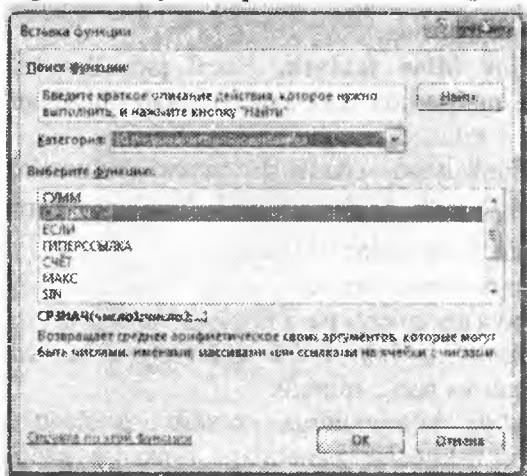 Вставка функции
Поиск функции:
Введите краткое описание действия, которое нужно
выполнить, и нажмите кнопку "Найти"
Найти
Категория:
Выберите функцию:
СУММ
ЕСЛИ
ГИПЕРССЫЛКА
СЧЁТ
МАКС
SIN
СРЗНАЧ(число1;число2;...)
Возвращает среднее арифметическое своих аргументов, которые могут
быть числами, именами, массивами или ссылками на ячейки с числами.
Справка по этой функции
ОК
Отмена